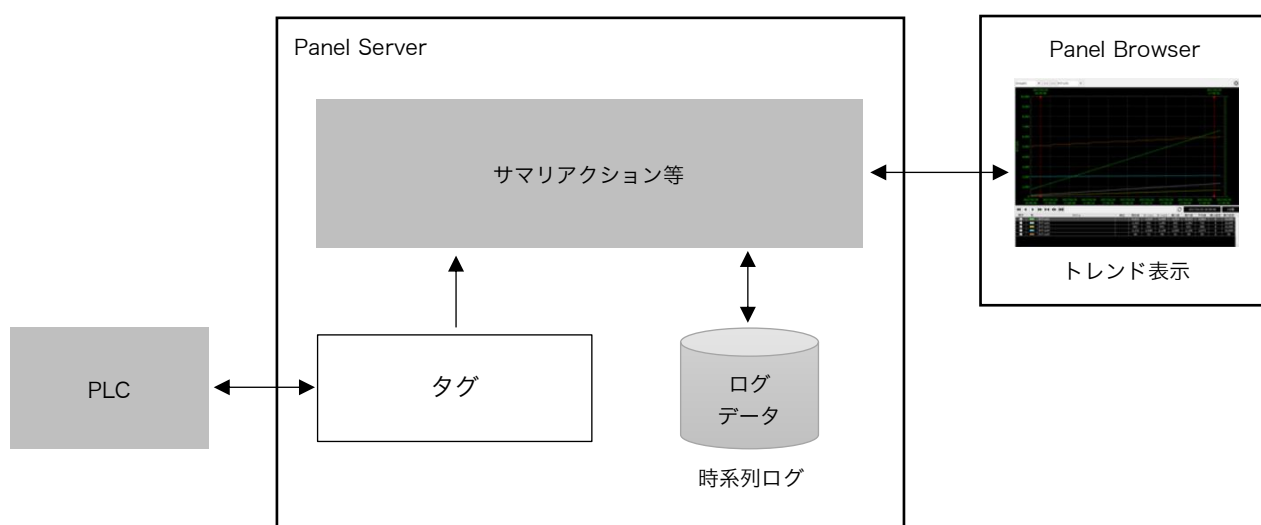 Panel Server
Panel Browser
サマリアクション等
トレンド表示
PLC
タグ
ログ
データ
時系列ログ